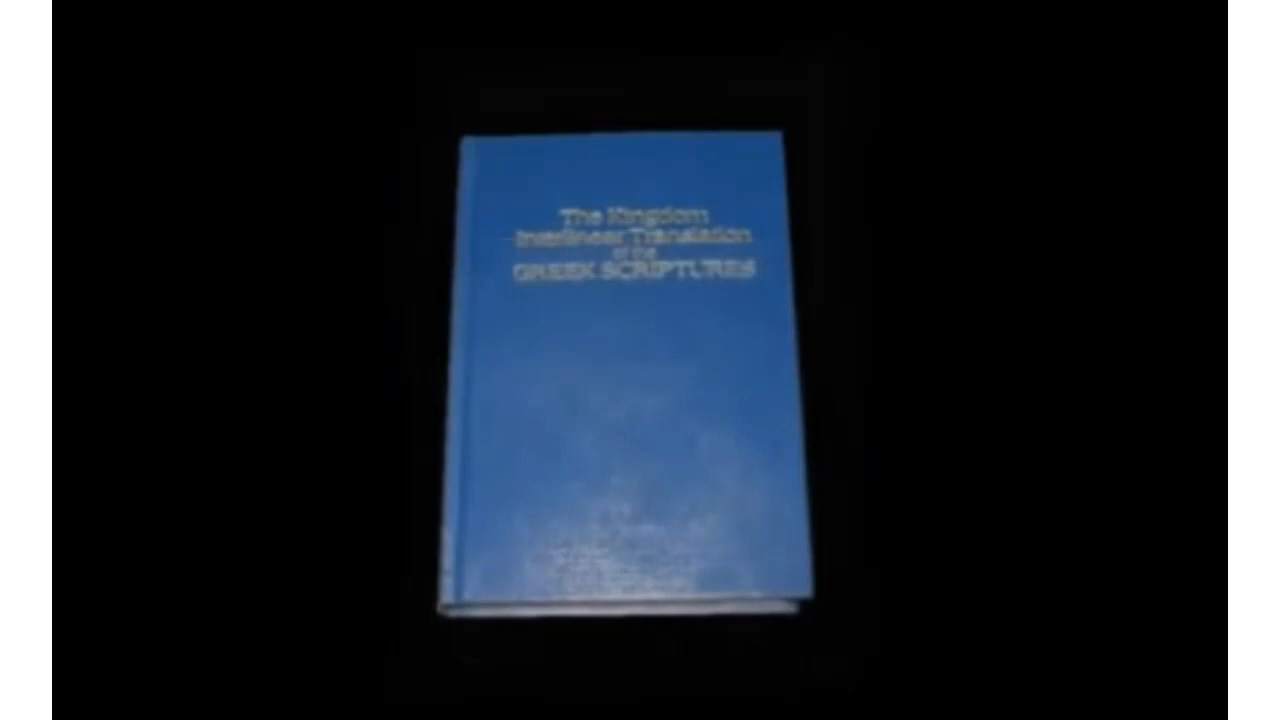 The Kingdom
Interlinear Translation
of the
GREEK SCRIPTURES